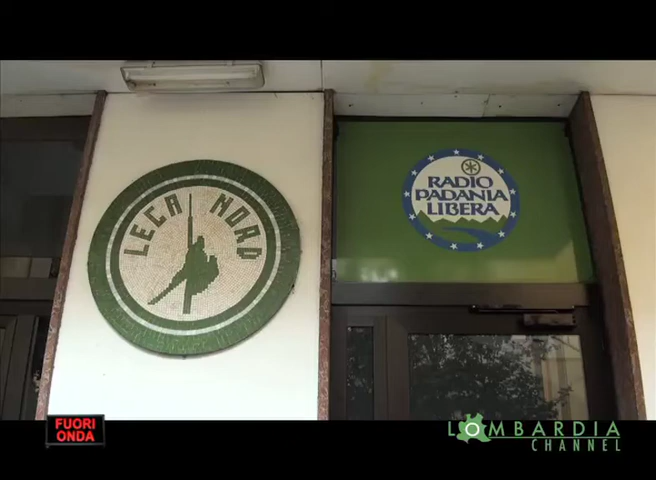 LEGA NORD
RADIO
PADANIA
LIBERA
FUORI
ONDA
LOMBARDIA
CHANNEL